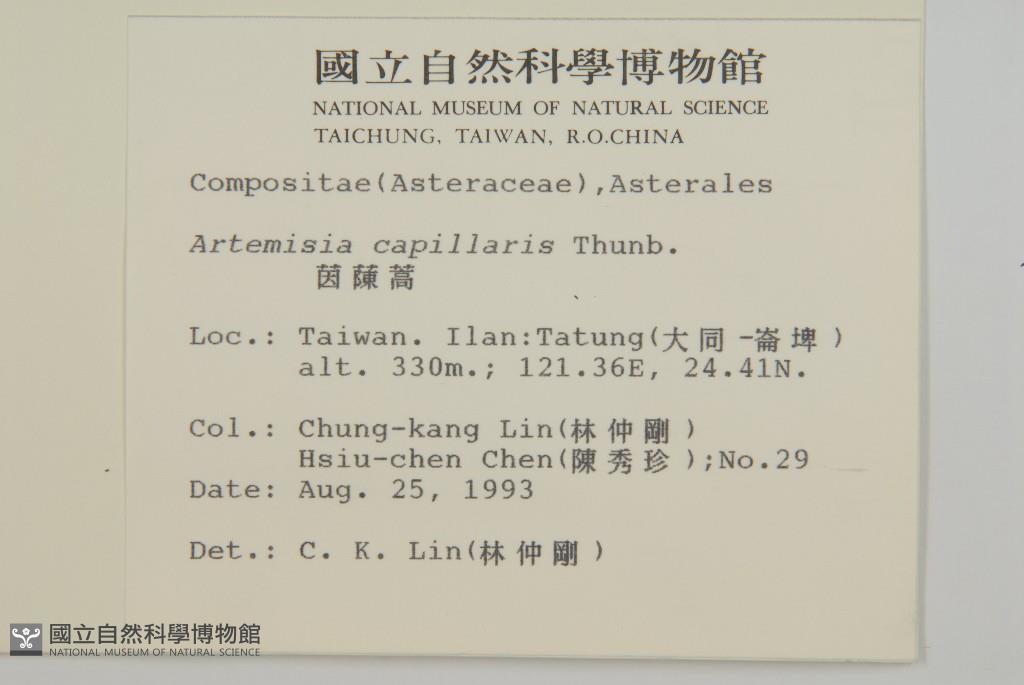 國立自然科學博物館
NATIONAL MUSEUM OF NATURAL SCIENCE
TAICHUNG, TAIWAN, R.O.CHINA
Compositae(Asteraceae),Asterales
Artemisia capillaris Thunb.
茵蔯蒿
Loc.: Taiwan. Ilan:Tatung(大同-崙埤)
alt. 330m.; 121.36E, 24.41N.
Col.: Chung-kang Lin(林仲剛)
Hsiu-chen Chen(陳秀珍);No.29
Date: Aug. 25, 1993
Det.: C. K. Lin(林仲剛)
國立自然科學博物館
NATIONAL MUSEUM OF NATURAL SCIENCE